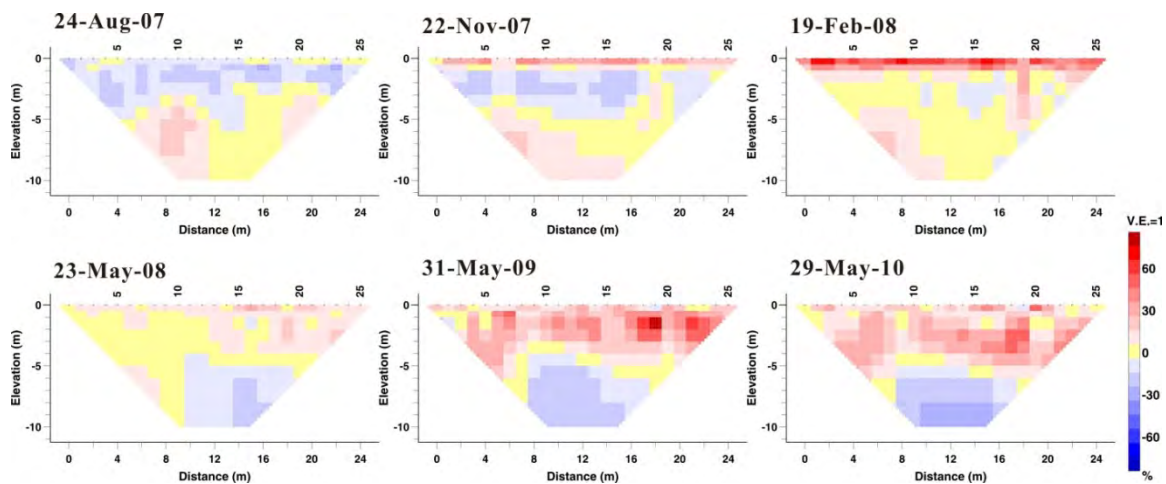 24-Aug-07
22-Nov-07
19-Feb-08
5 10 15 20 25
5 10 15 20 25
5 10 15 20 25
0
-5
-10
Elevation (m)
0
-5
-10
Elevation (m)
0
-5
-10
Elevation (m)
0 4 8 12 16 20 24
0 4 8 12 16 20 24
0 4 8 12 16 20 24
Distance (m)
Distance (m)
Distance (m)
23-May-08
31-May-09
29-May-10
5 10 15 20 25
5 10 15 20 25
5 10 15 20 25
0
-5
-10
Elevation (m)
0
-5
-10
Elevation (m)
0
-5
-10
Elevation (m)
0 4 8 12 16 20 24
0 4 8 12 16 20 24
0 4 8 12 16 20 24
Distance (m)
Distance (m)
Distance (m)
V.E.=1
60
30
0
-30
-60
%